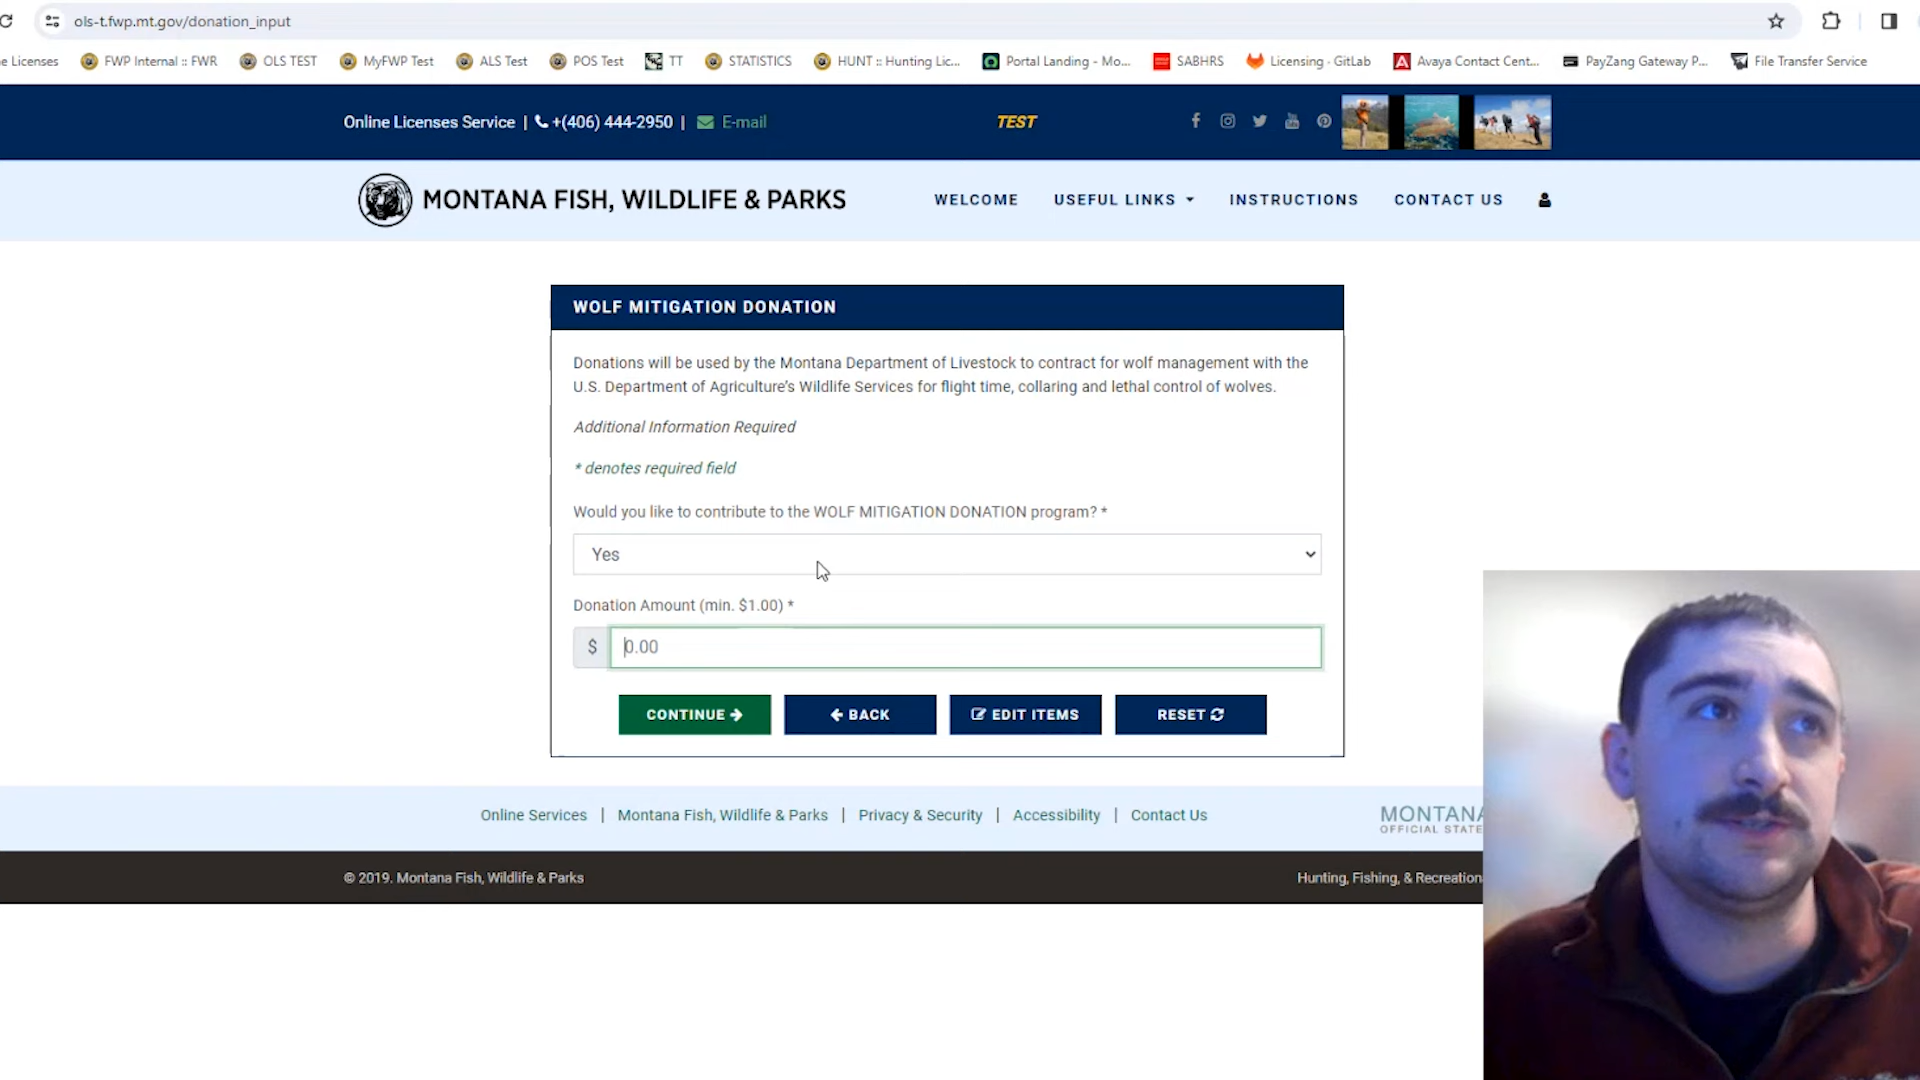 ols-t.fwp.mt.gov/donation_input
e Licenses FWP Internal :: FWR OLS TEST MyFWP Test ALS Test POS Test TT STATISTICS HUNT :: Hunting Lic... Portal Landing - Mo... SABHRS Licensing · GitLab Avaya Contact Cent... PayZang Gateway P... File Transfer Service
Online Licenses Service | +(406) 444-2950 | E-mail TEST
MONTANA FISH, WILDLIFE & PARKS WELCOME USEFUL LINKS INSTRUCTIONS CONTACT US
WOLF MITIGATION DONATION
Donations will be used by the Montana Department of Livestock to contract for wolf management with the
U.S. Department of Agriculture's Wildlife Services for flight time, collaring and lethal control of wolves.
Additional Information Required
* denotes required field
Would you like to contribute to the WOLF MITIGATION DONATION program? *
Yes
Donation Amount (min. $1.00) *
$ 0.00
CONTINUE BACK EDIT ITEMS RESET
Online Services | Montana Fish, Wildlife & Parks | Privacy & Security | Accessibility | Contact Us
MONTANA
OFFICIAL STATE
© 2019. Montana Fish, Wildlife & Parks Hunting, Fishing, & Recreation